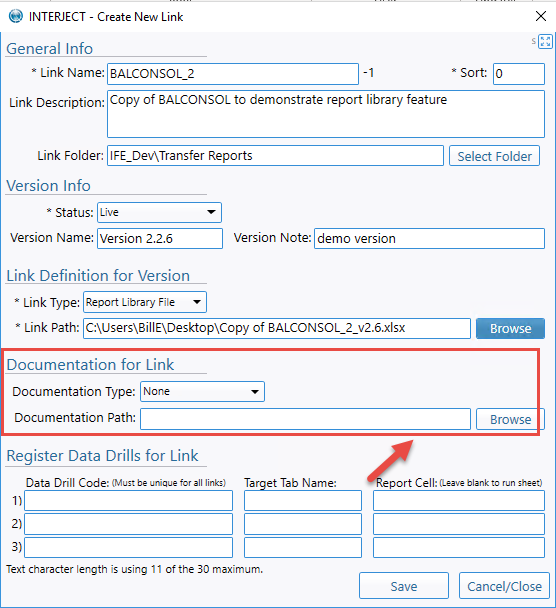 INTERJECT - Create New Link
General Info
s
* Link Name: BALCONSOL_2 -1 * Sort: 0
Link Description: Copy of BALCONSOL to demonstrate report library feature
Link Folder: IFE_Dev\Transfer Reports Select Folder
Version Info
* Status: Live
Version Name: Version 2.2.6 Version Note: demo version
Link Definition for Version
* Link Type: Report Library File
* Link Path: C:\Users\BillE\Desktop\Copy of BALCONSOL_2_v2.6.xlsx Browse
Documentation for Link
Documentation Type: None
Documentation Path: Browse
Register Data Drills for Link
Data Drill Code: (Must be unique for all links) Target Tab Name: Report Cell: (Leave blank to run sheet)
1)
2)
3)
Text character length is using 11 of the 30 maximum.
Save Cancel/Close